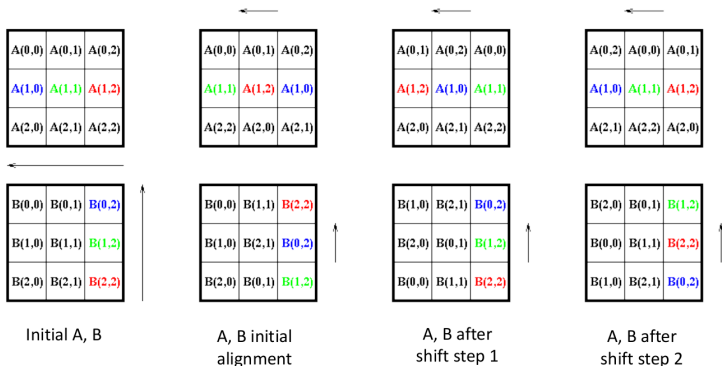 A(0,0) A(0,1) A(0,2)
A(1,0) A(1,1) A(1,2)
A(2,0) A(2,1) A(2,2)
B(0,0) B(0,1) B(0,2)
B(1,0) B(1,1) B(1,2)
B(2,0) B(2,1) B(2,2)
Initial A, B
A(0,0) A(0,1) A(0,2)
A(1,1) A(1,2) A(1,0)
A(2,2) A(2,0) A(2,1)
B(0,0) B(1,1) B(2,2)
B(1,0) B(2,1) B(0,2)
B(2,0) B(0,1) B(1,2)
A, B initial
alignment
A(0,1) A(0,2) A(0,0)
A(1,2) A(1,0) A(1,1)
A(2,0) A(2,1) A(2,2)
B(1,0) B(2,1) B(0,2)
B(2,0) B(0,1) B(1,2)
B(0,0) B(1,1) B(2,2)
A, B after
shift step 1
A(0,2) A(0,0) A(0,1)
A(1,0) A(1,1) A(1,2)
A(2,1) A(2,2) A(2,0)
B(2,0) B(0,1) B(1,2)
B(0,0) B(1,1) B(2,2)
B(1,0) B(2,1) B(0,2)
A, B after
shift step 2